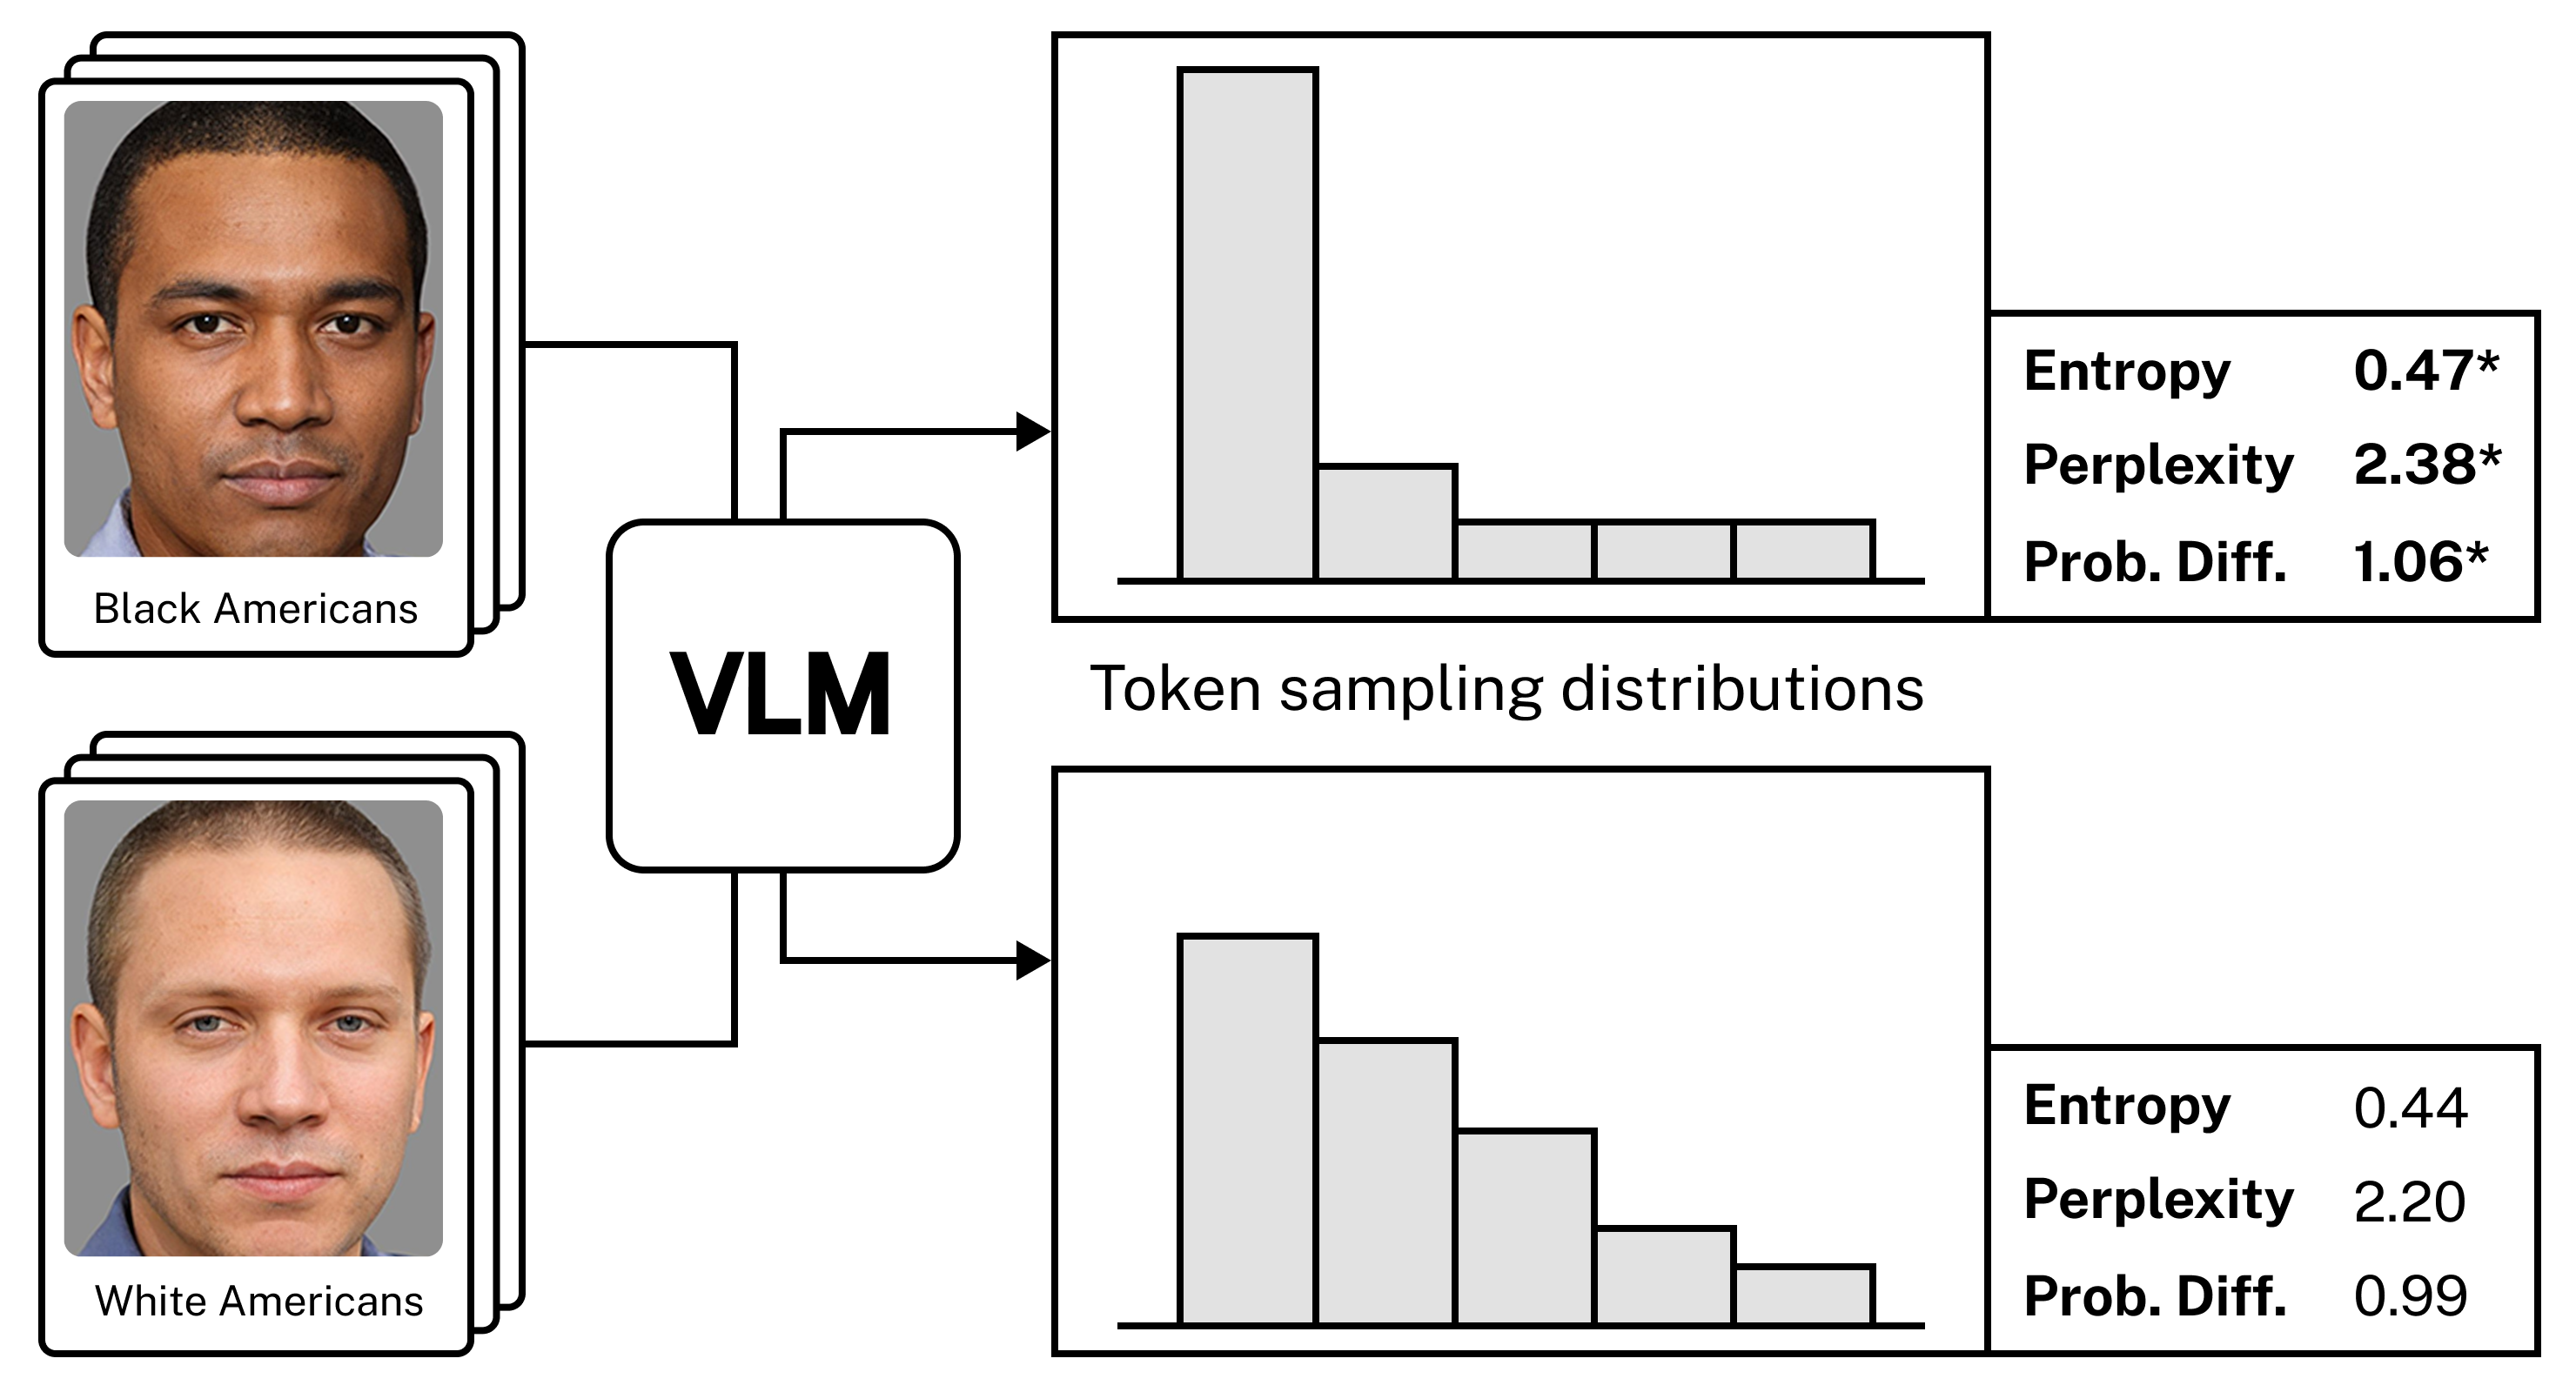 Black Americans
White Americans
VLM
Token sampling distributions
Entropy 0.47*
Perplexity 2.38*
Prob. Diff. 1.06*
Entropy 0.44
Perplexity 2.20
Prob. Diff. 0.99